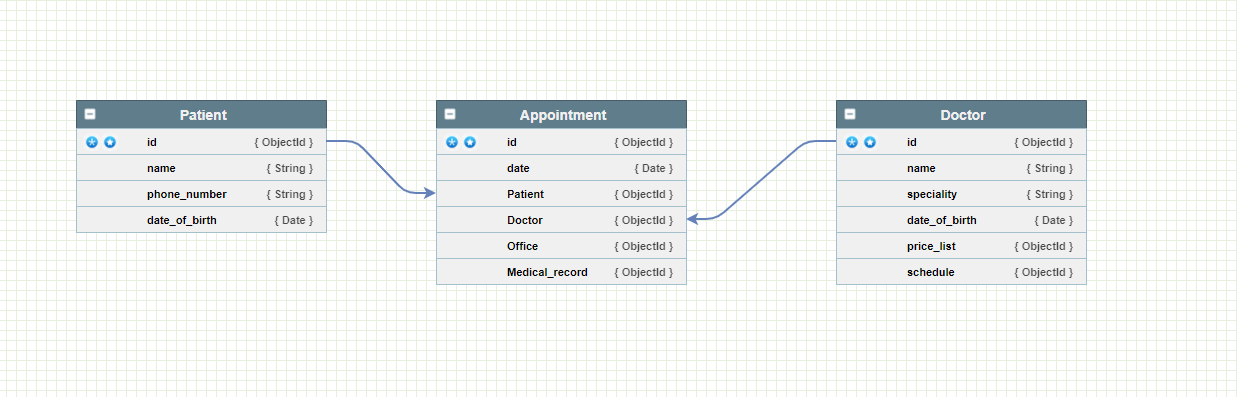 Patient
id { ObjectId }
name { String }
phone_number { String }
date_of_birth { Date }
Appointment
id { ObjectId }
date { Date }
Patient { ObjectId }
Doctor { ObjectId }
Office { ObjectId }
Medical_record { ObjectId }
Doctor
id { ObjectId }
name { String }
speciality { String }
date_of_birth { Date }
price_list { ObjectId }
schedule { ObjectId }